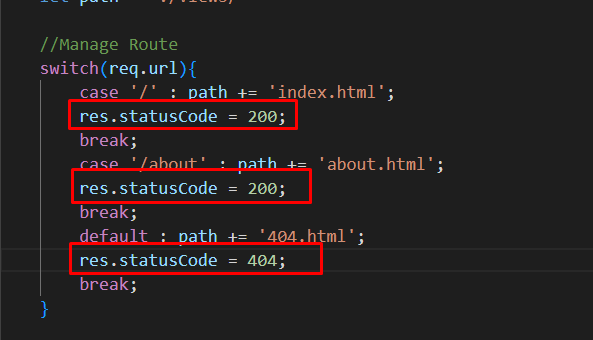 //Manage Route
switch(req.url){
case '/' : path += 'index.html';
res.statusCode = 200;
break;
case '/about' : path += 'about.html';
res.statusCode = 200;
break;
default : path += '404.html';
res.statusCode = 404;
break;
}